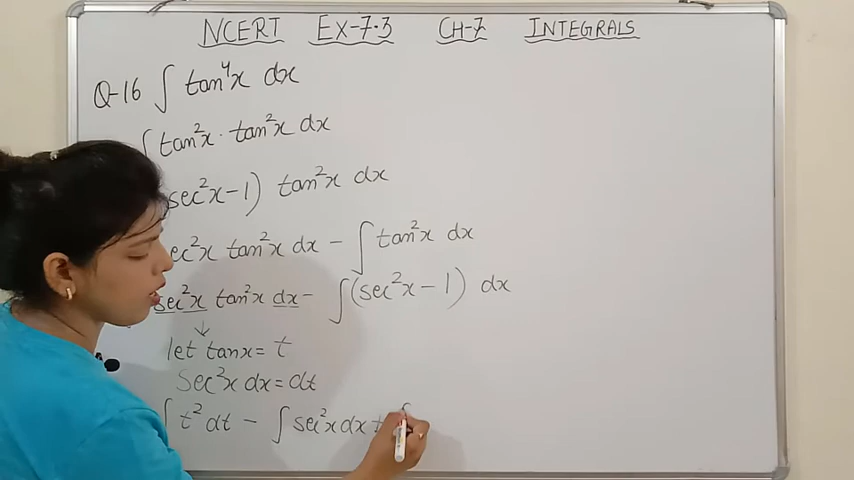 NCERT EX-7.3 CH-7 INTEGRALS
Q-16 ∫ tan⁴x dx
∫ tan²x · tan²x dx
sec²x-1) tan²x dx
sec²x tan²x dx - ∫ tan²x dx
sec²x tan²x dx - ∫ (sec²x - 1) dx
let tanx = t
sec²x dx = dt
∫ t² dt - ∫ sec²x dx +